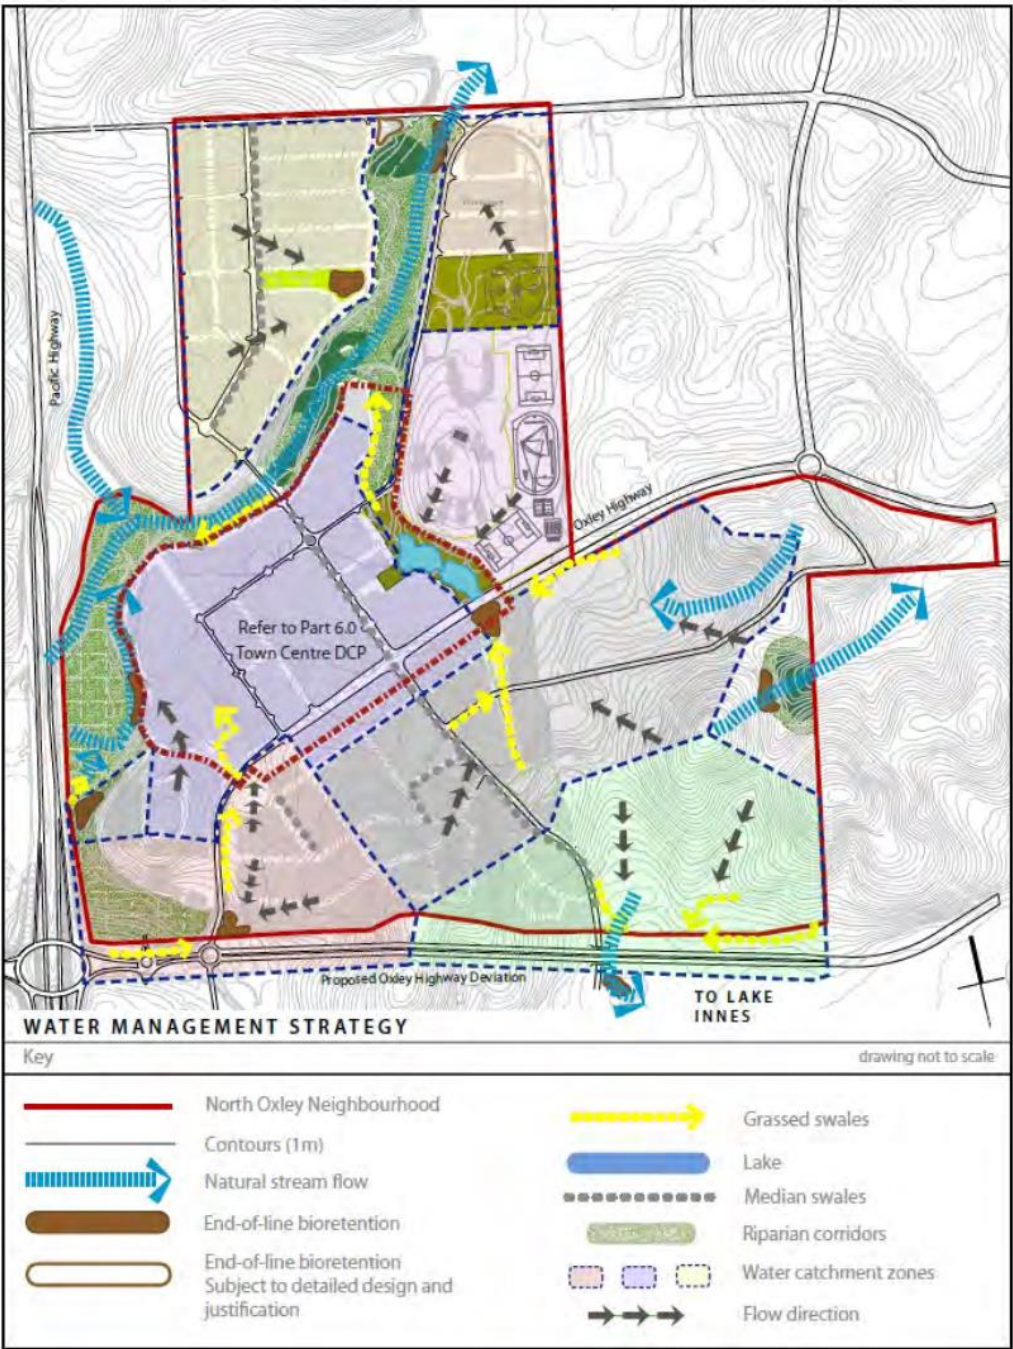 Pacific Highway
Oxley Highway
Refer to Part 6.0
Town Centre DCP
Proposed Oxley Highway Deviation
TO LAKE
INNES
WATER MANAGEMENT STRATEGY
Key
drawing not to scale
North Oxley Neighbourhood
Contours (1m)
Natural stream flow
End-of-line bioretention
End-of-line bioretention
Subject to detailed design and
justification
Grassed swales
Lake
Median swales
Riparian corridors
Water catchment zones
Flow direction